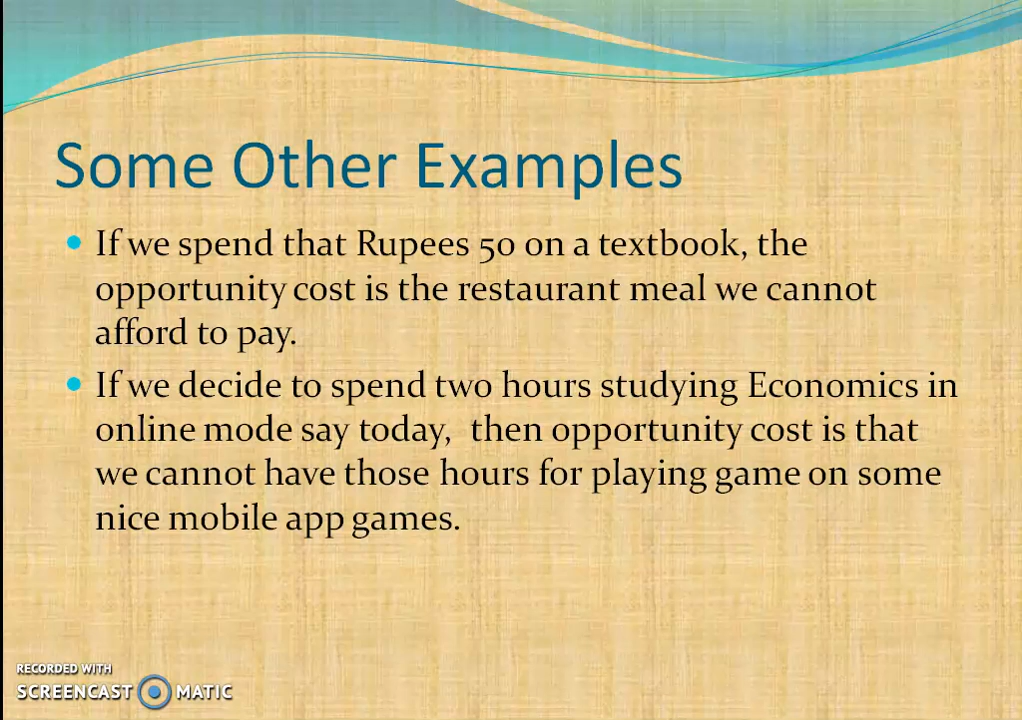 Some Other Examples
If we spend that Rupees 50 on a textbook, the
opportunity cost is the restaurant meal we cannot
afford to pay.
If we decide to spend two hours studying Economics in
online mode say today, then opportunity cost is that
we cannot have those hours for playing game on some
nice mobile app games.
RECORDED WITH
SCREENCAST MATIC